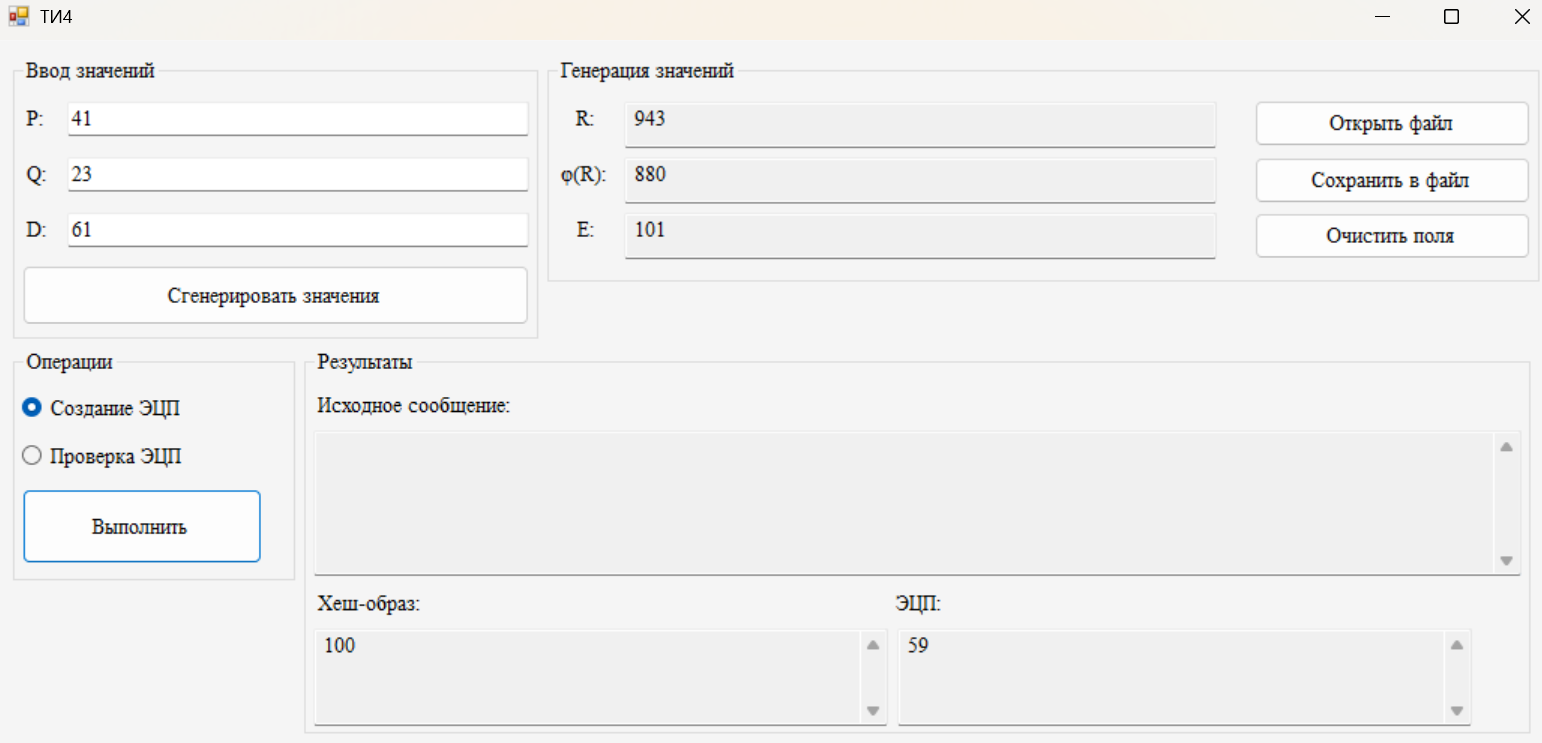 ТИ4
Ввод значений
P: 41
Q: 23
D: 61
Сгенерировать значения
Генерация значений
R: 943
φ(R): 880
E: 101
Открыть файл
Сохранить в файл
Очистить поля
Операции
Создание ЭЦП
Проверка ЭЦП
Выполнить
Результаты
Исходное сообщение:
Хеш-образ:
100
ЭЦП:
59